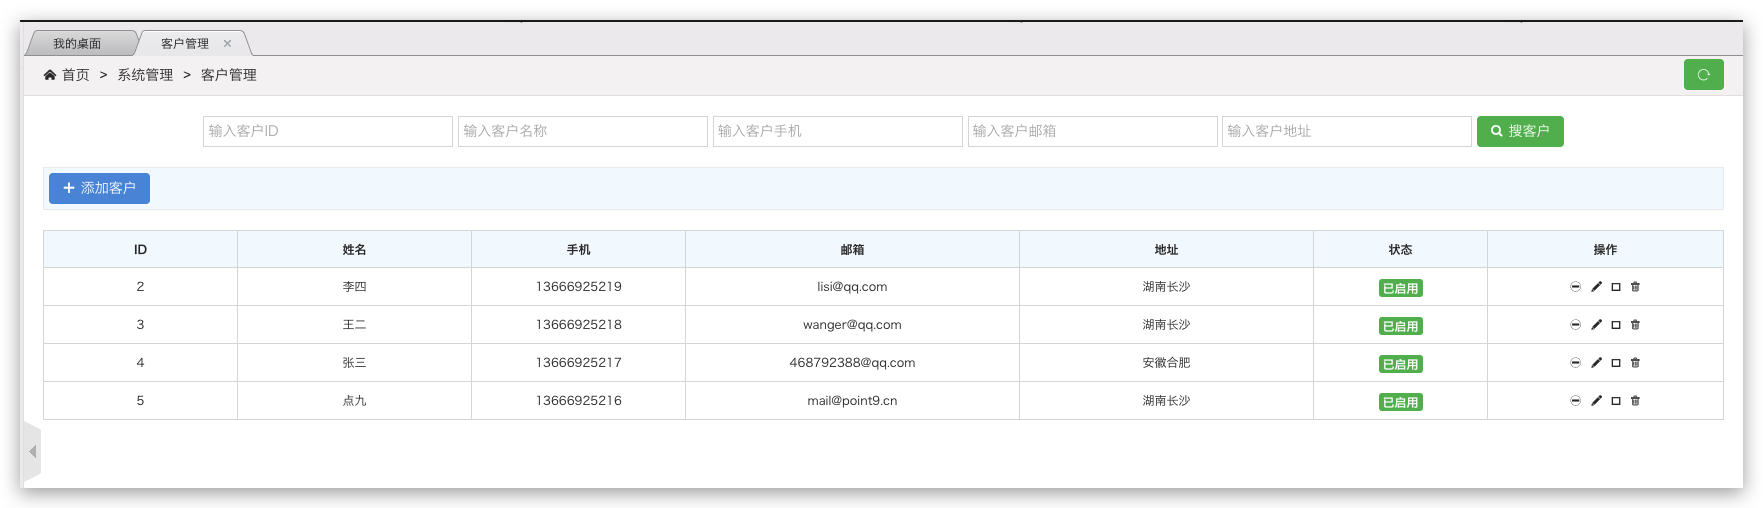 我的桌面 客户管理
首页 > 系统管理 > 客户管理
输入客户ID 输入客户名称 输入客户手机 输入客户邮箱 输入客户地址 搜客户
添加客户
ID 姓名 手机 邮箱 地址 状态 操作
2 李四 13666925219 lisi@qq.com 湖南长沙 已启用
3 王二 13666925218 wanger@qq.com 湖南长沙 已启用
4 张三 13666925217 468792388@qq.com 安徽合肥 已启用
5 点九 13666925216 mail@point9.cn 湖南长沙 已启用